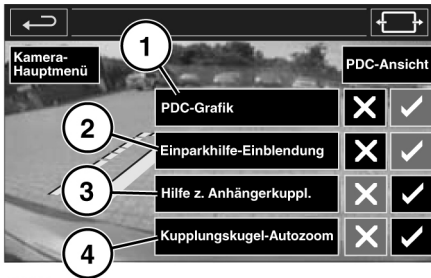 Kamera-
Hauptmenü
PDC-Ansicht
1
PDC-Grafik
2
Einparkhilfe-Einblendung
3
Hilfe z. Anhängerkuppl.
4
Kupplungskugel-Autozoom